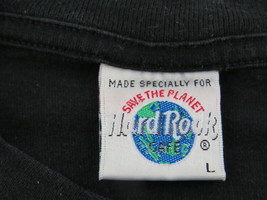 MADE SPECIALLY FOR
SAVE THE PLANET
Hard Rock
CAFE ®
L